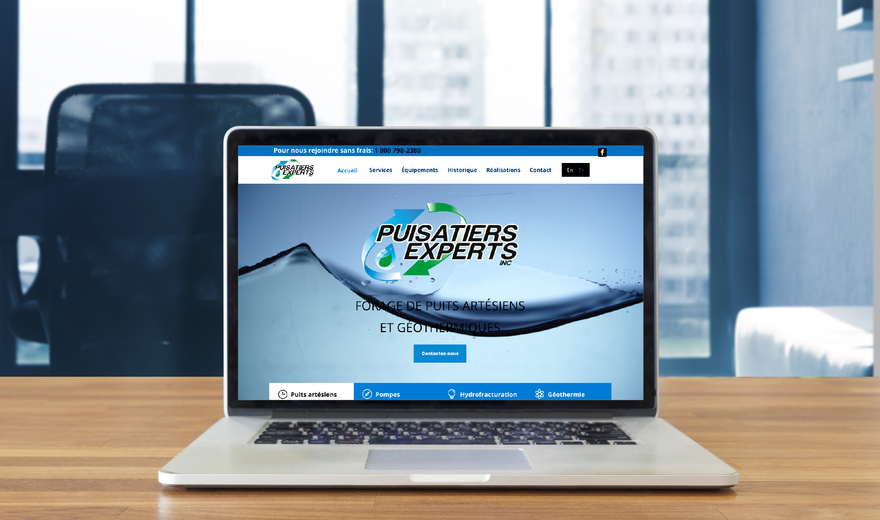 Pour nous rejoindre sans frais: 1 800 798-2388
f
PUISATIERS EXPERTS INC
Accueil Services Équipements Historique Réalisations Contact En Fr
PUISATIERS
EXPERTS
INC
FORAGE DE PUITS ARTÉSIENS
ET GÉOTHERMIQUES
Contactez nous
Puits artésiens Pompes Hydrofracturation Géothermie